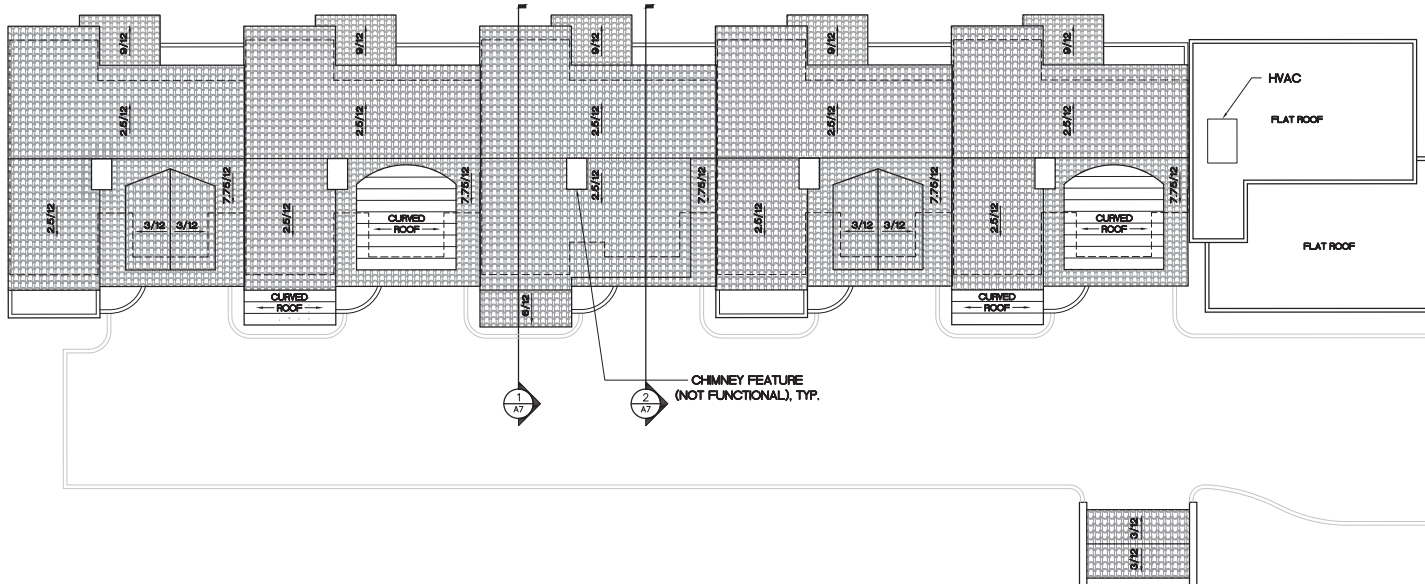 9/12
9/12
9/12
9/12
9/12
HVAC
FLAT ROOF
2.5/12
2.5/12
2.5/12
2.5/12
2.5/12
7.75/12
7.75/12
7.75/12
7.75/12
7.75/12
2.5/12
3/12
3/12
2.5/12
CURVED
ROOF
2.5/12
2.5/12
3/12
3/12
2.5/12
CURVED
ROOF
FLAT ROOF
CURVED
ROOF
6/12
CURVED
ROOF
CHIMNEY FEATURE
(NOT FUNCTIONAL), TYP.
1
A7
2
A7
3/12
3/12